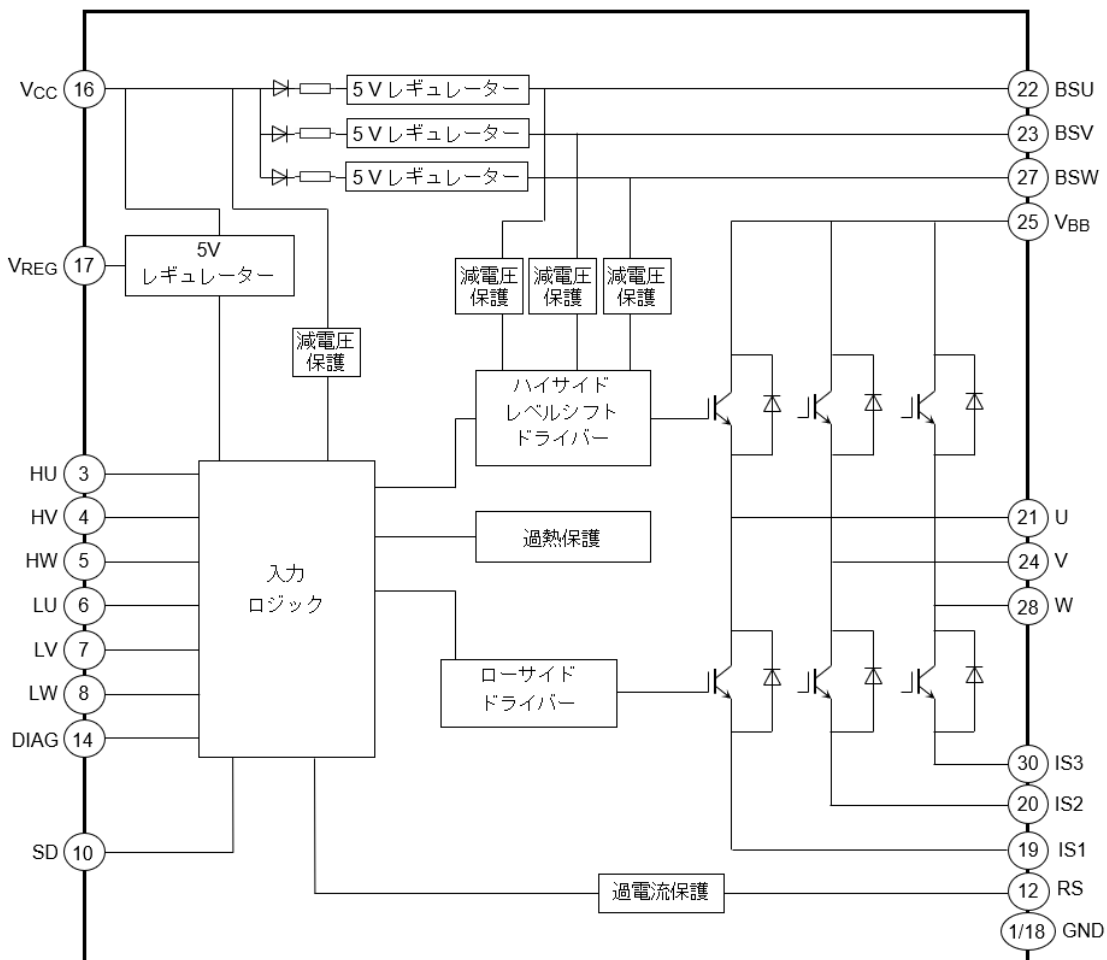 VCC 16
5 V レギュレーター
22 BSU
5 V レギュレーター
23 BSV
5 V レギュレーター
27 BSW
25 VBB
5V
レギュレーター
VREG 17
減電圧
保護
減電圧
保護
減電圧
保護
減電圧
保護
ハイサイド
レベルシフト
ドライバー
HU 3
HV 4
HW 5
LU 6
LV 7
LW 8
DIAG 14
SD 10
入力
ロジック
過熱保護
ローサイド
ドライバー
21 U
24 V
28 W
30 IS3
20 IS2
19 IS1
過電流保護
12 RS
1/18 GND